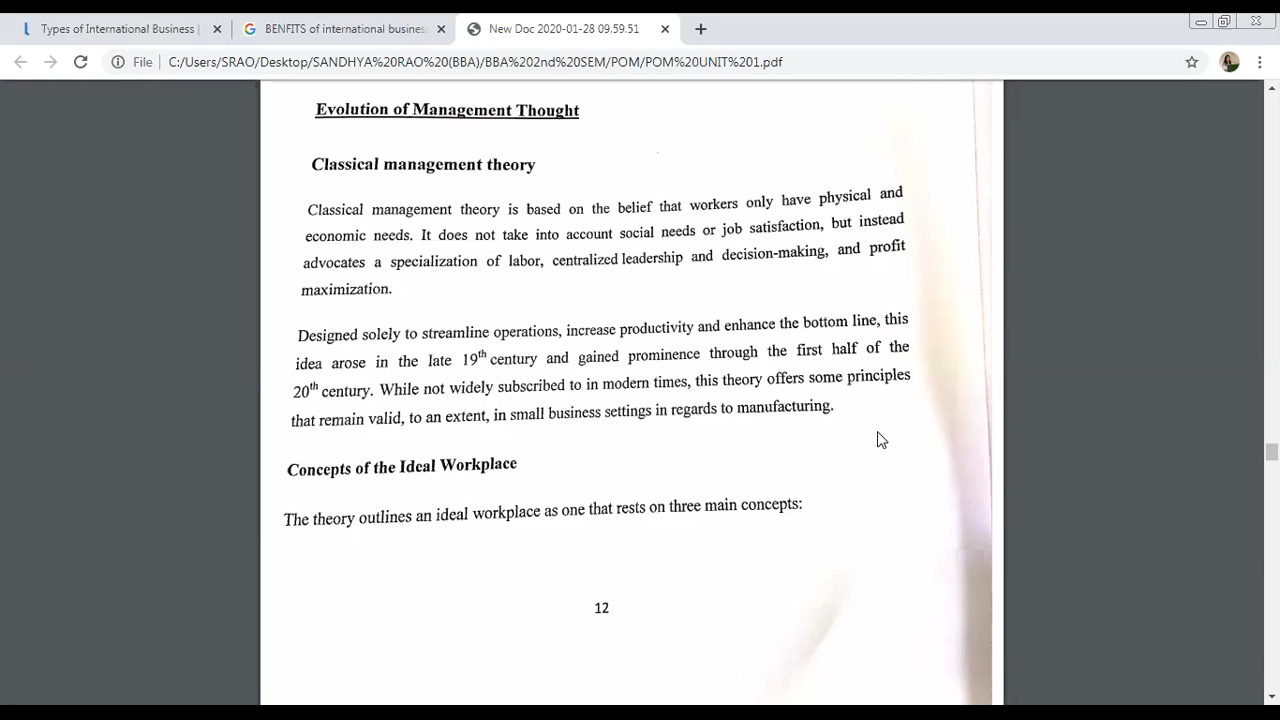 Types of International Business |
BENFITS of international busines
New Doc 2020-01-28 09.59.51
File
C:/Users/SRAO/Desktop/SANDHYA%20RAO%20(BBA)/BBA%202nd%20SEM/POM/POM%20UNIT%201.pdf
Evolution of Management Thought
Classical management theory
Classical management theory is based on the belief that workers only have physical and
economic needs. It does not take into account social needs or job satisfaction, but instead
advocates a specialization of labor, centralized leadership and decision-making, and profit
maximization.
Designed solely to streamline operations, increase productivity and enhance the bottom line, this
idea arose in the late 19th century and gained prominence through the first half of the
20th century. While not widely subscribed to in modern times, this theory offers some principles
that remain valid, to an extent, in small business settings in regards to manufacturing.
Concepts of the Ideal Workplace
The theory outlines an ideal workplace as one that rests on three main concepts:
12